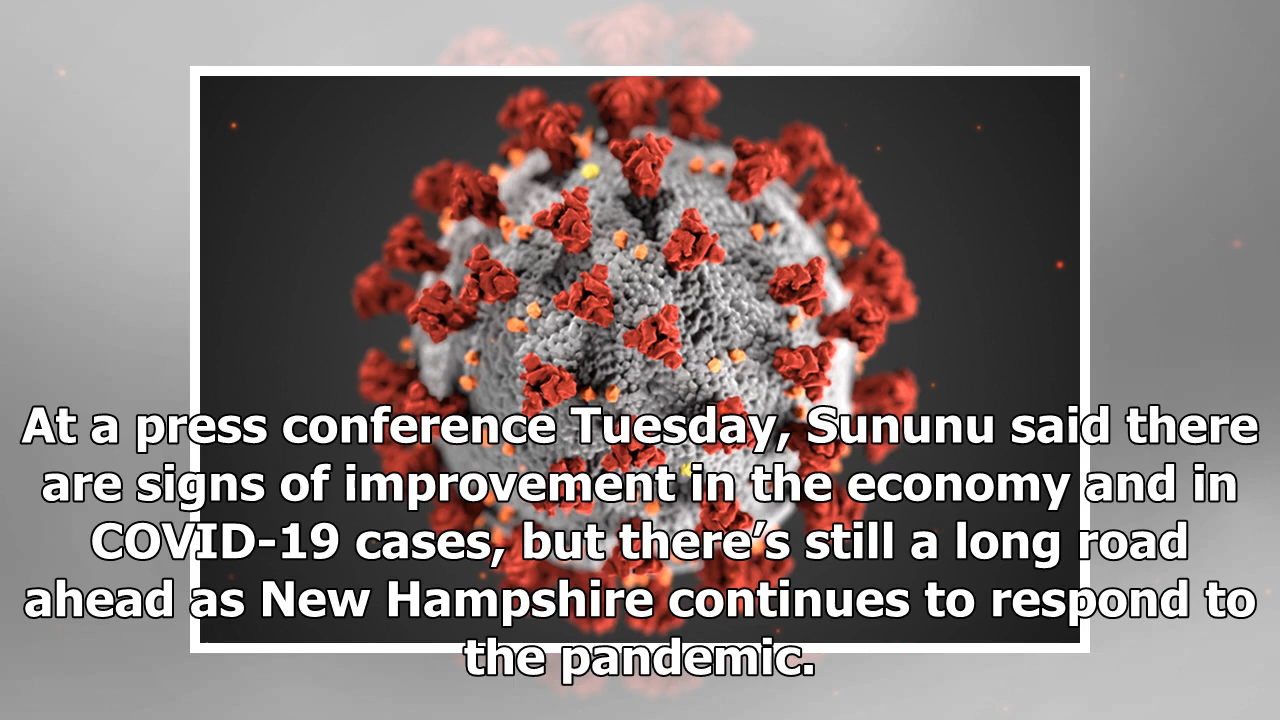 At a press conference Tuesday, Sununu said there
are signs of improvement in the economy and in
COVID-19 cases, but there’s still a long road
ahead as New Hampshire continues to respond to
the pandemic.